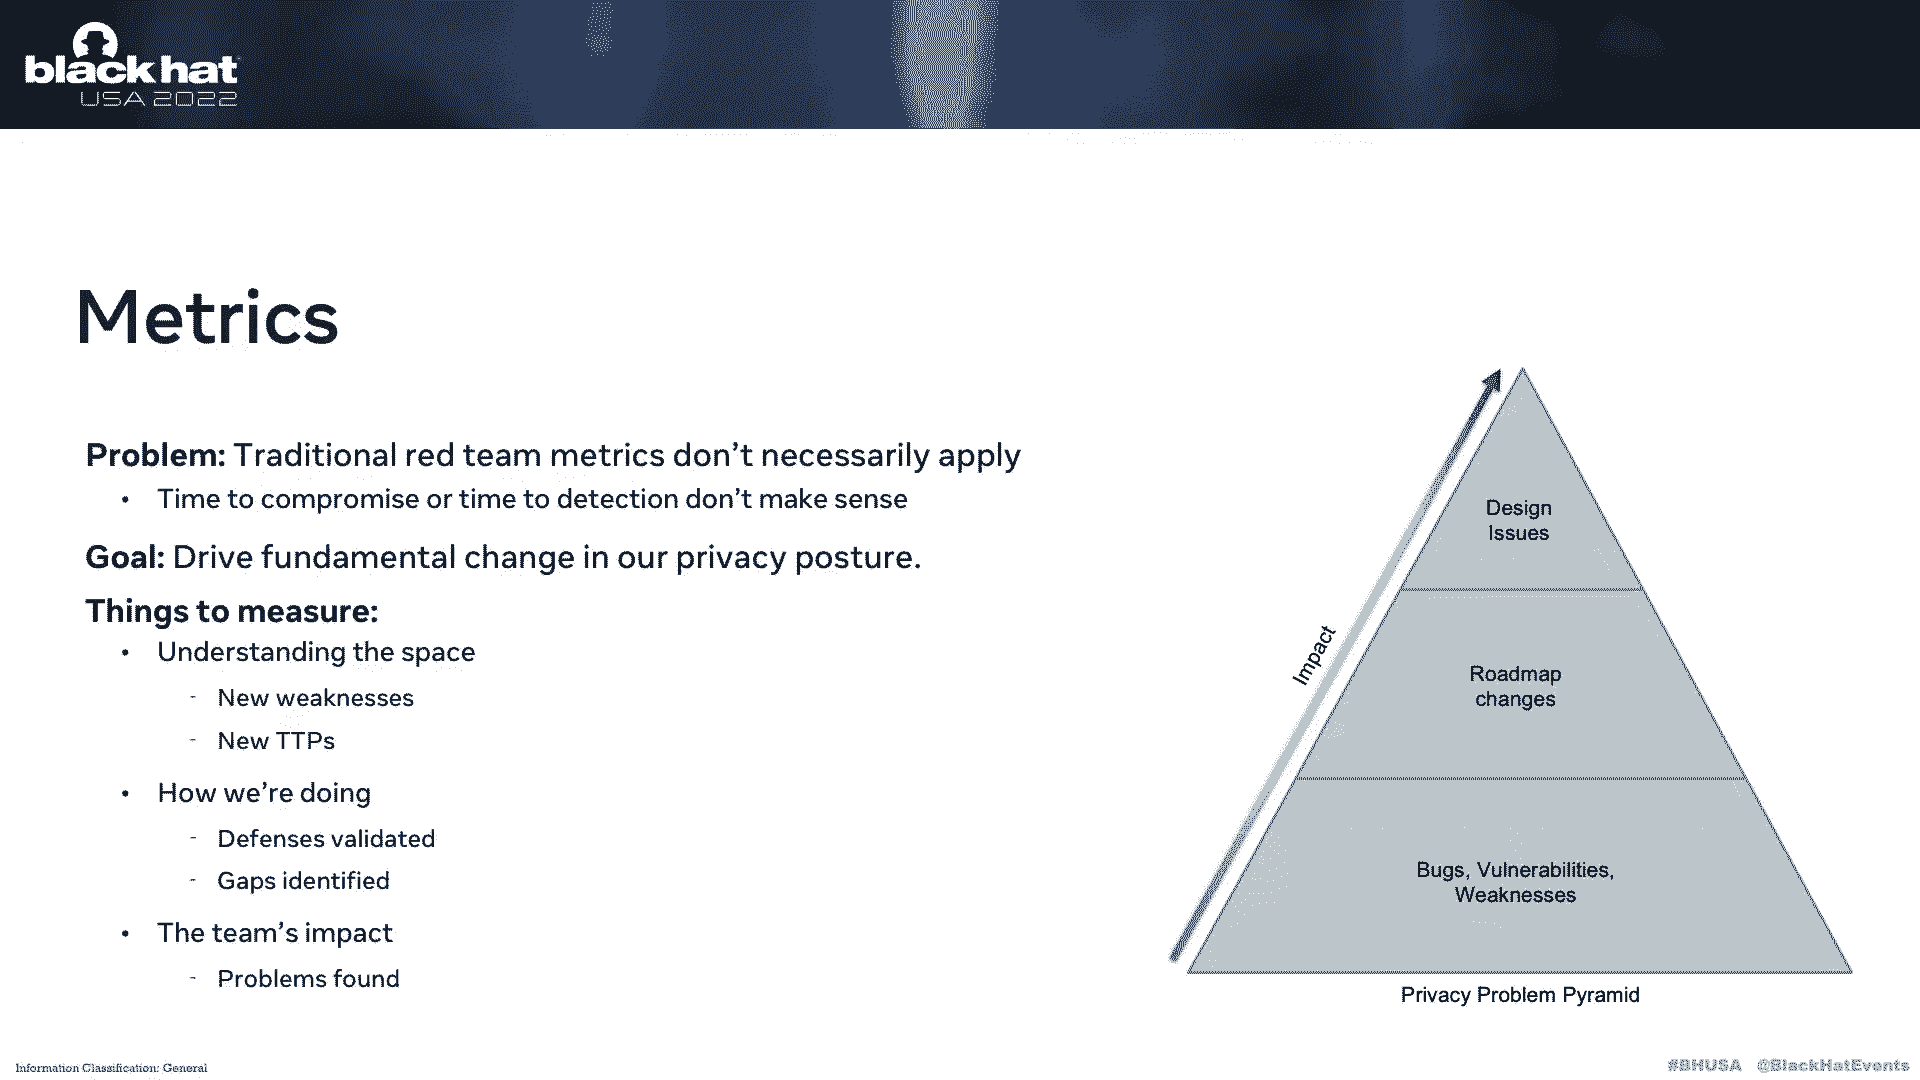 black hat
USA 2022
Metrics
Problem: Traditional red team metrics don’t necessarily apply
• Time to compromise or time to detection don’t make sense
Goal: Drive fundamental change in our privacy posture.
Things to measure:
• Understanding the space
- New weaknesses
- New TTPs
• How we’re doing
- Defenses validated
- Gaps identified
• The team’s impact
- Problems found
Impact
Design
Issues
Roadmap
changes
Bugs, Vulnerabilities,
Weaknesses
Privacy Problem Pyramid
Information Classification: General
#BHUSA @BlackHatEvents